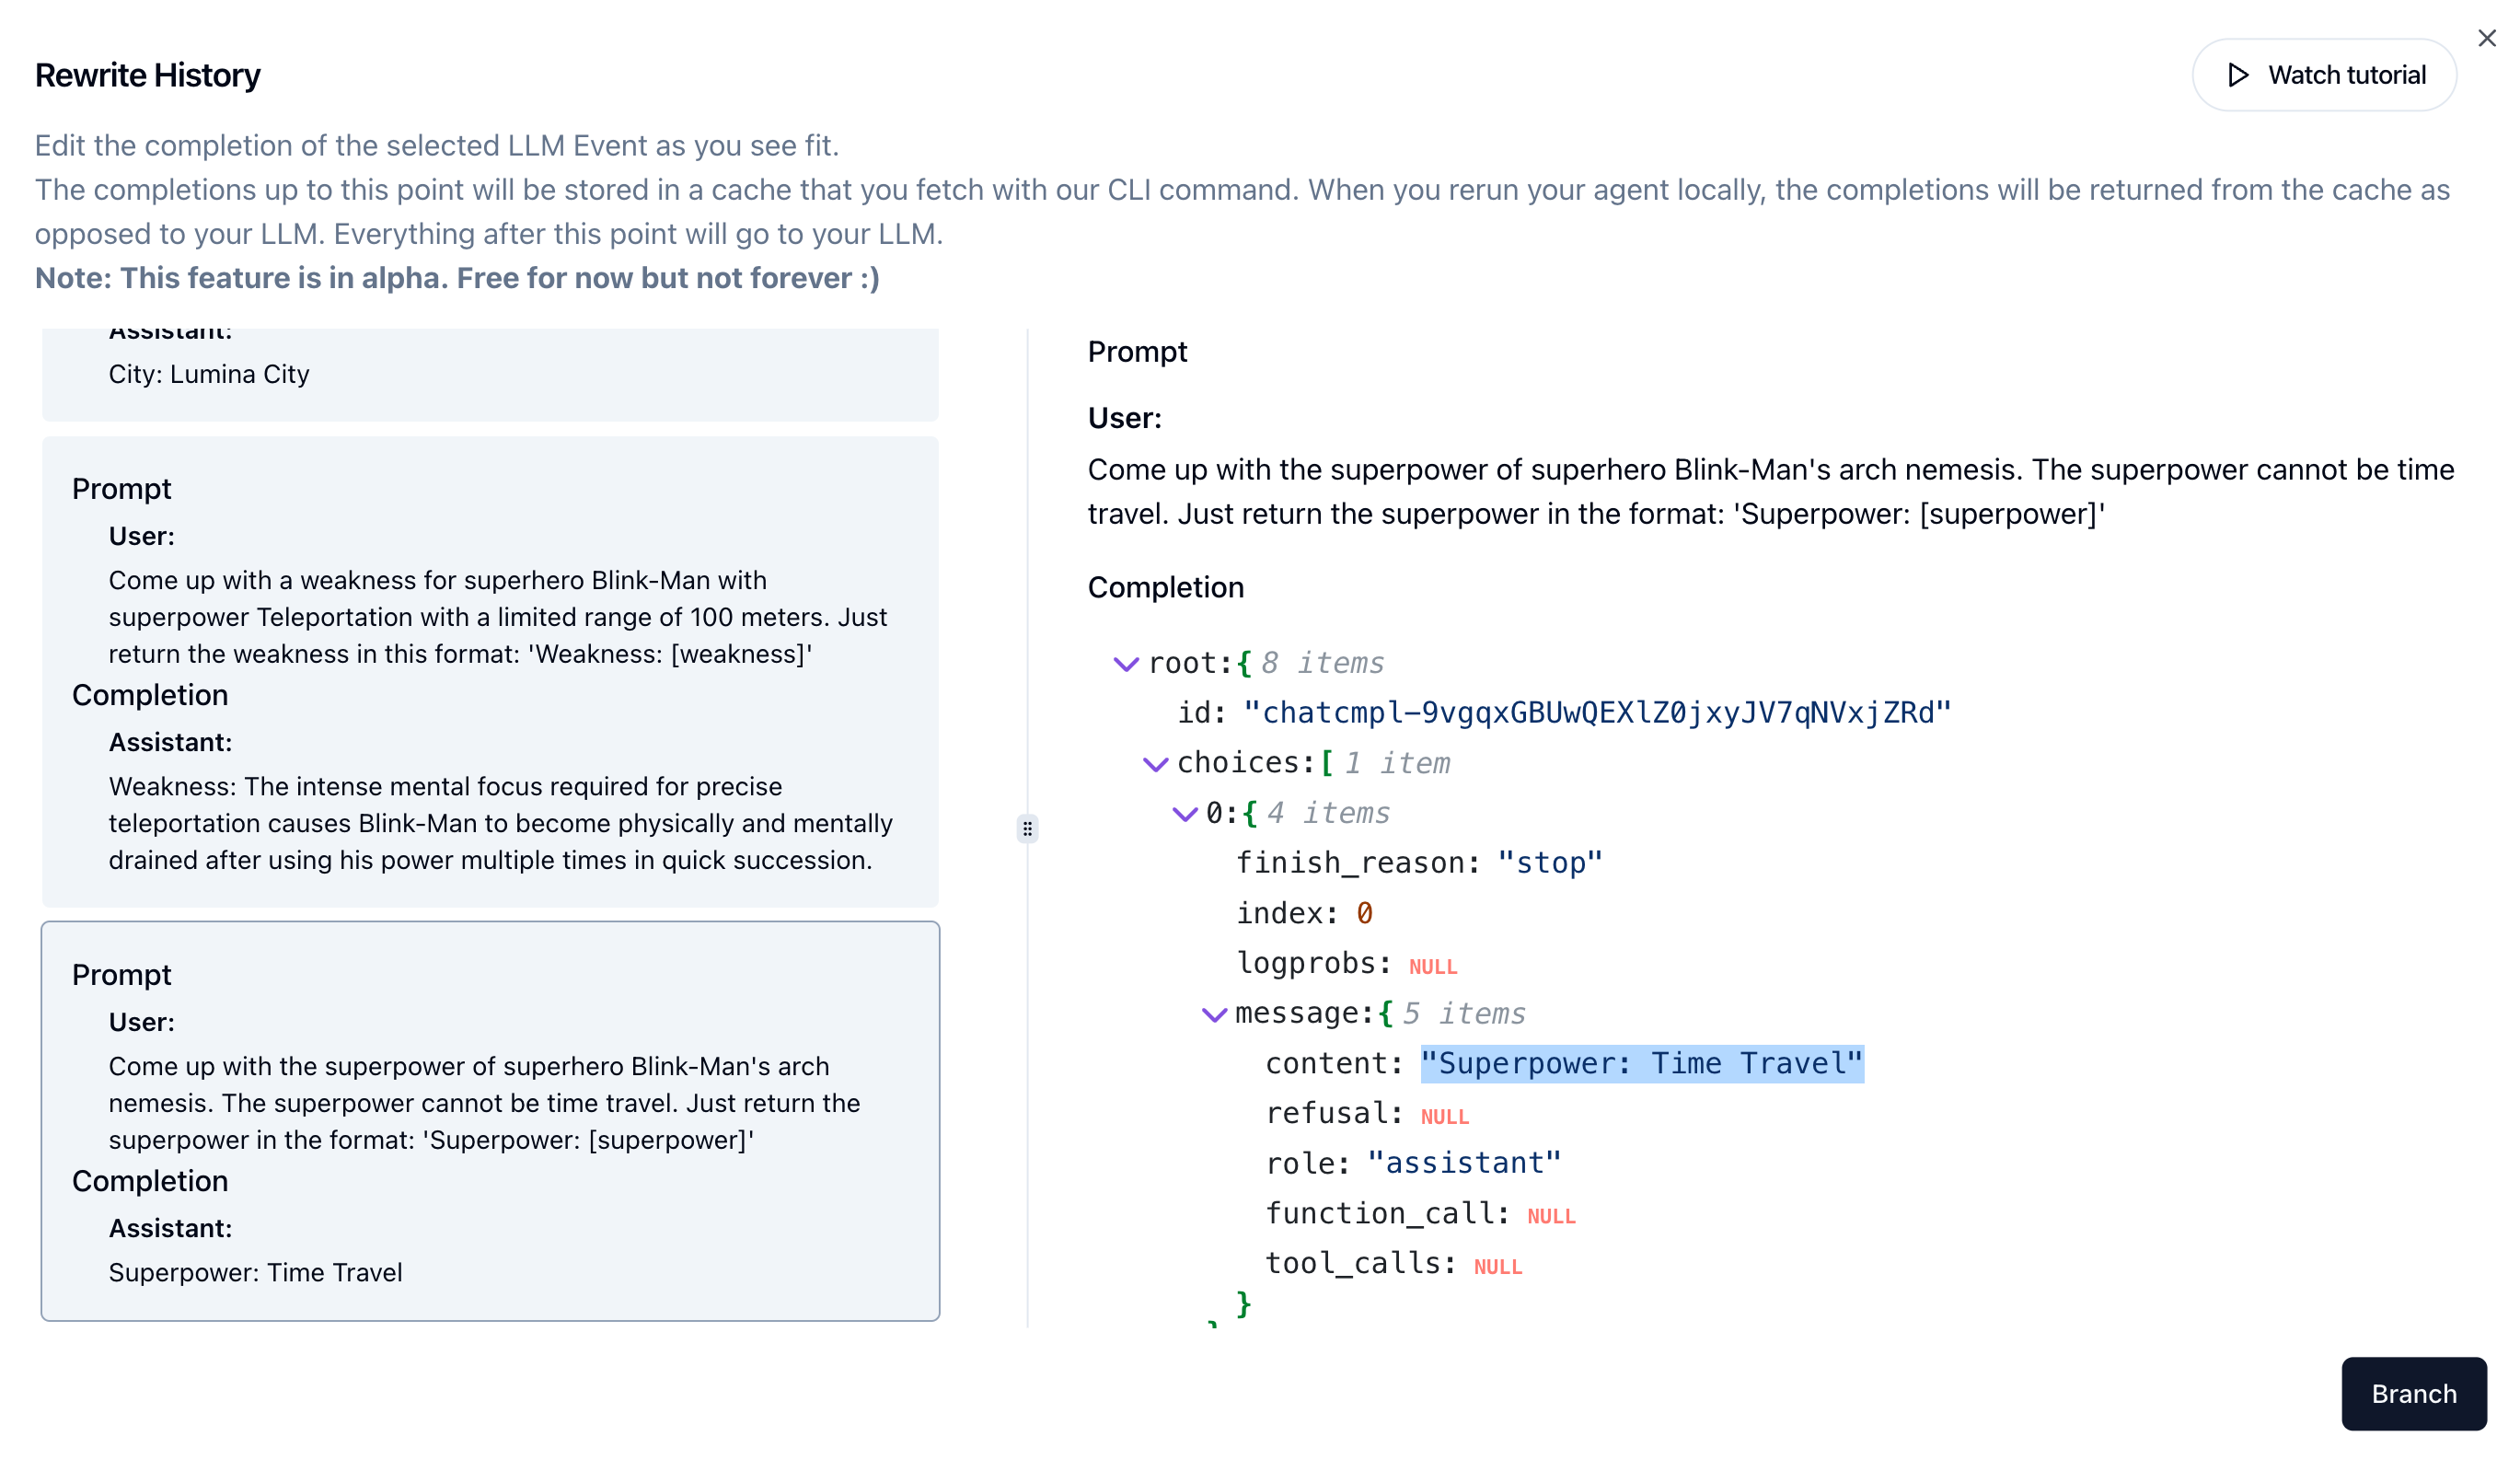 Rewrite History
Watch tutorial
Edit the completion of the selected LLM Event as you see fit.
The completions up to this point will be stored in a cache that you fetch with our CLI command. When you rerun your agent locally, the completions will be returned from the cache as
opposed to your LLM. Everything after this point will go to your LLM.
Note: This feature is in alpha. Free for now but not forever :)
Assistant:
City: Lumina City
Prompt
User:
Come up with a weakness for superhero Blink-Man with
superpower Teleportation with a limited range of 100 meters. Just
return the weakness in this format: 'Weakness: [weakness]'
Completion
Assistant:
Weakness: The intense mental focus required for precise
teleportation causes Blink-Man to become physically and mentally
drained after using his power multiple times in quick succession.
Prompt
User:
Come up with the superpower of superhero Blink-Man's arch
nemesis. The superpower cannot be time travel. Just return the
superpower in the format: 'Superpower: [superpower]'
Completion
Assistant:
Superpower: Time Travel
Prompt
User:
Come up with the superpower of superhero Blink-Man's arch nemesis. The superpower cannot be time
travel. Just return the superpower in the format: 'Superpower: [superpower]'
Completion
root:{ 8 items
id: "chatcmpl-9vgqxGBUwQEXlZ0jxyJV7qNVxjZRd"
choices:[ 1 item
0:{ 4 items
finish_reason: "stop"
index: 0
logprobs: NULL
message:{ 5 items
content: "Superpower: Time Travel"
refusal: NULL
role: "assistant"
function_call: NULL
tool_calls: NULL
}
}
Branch